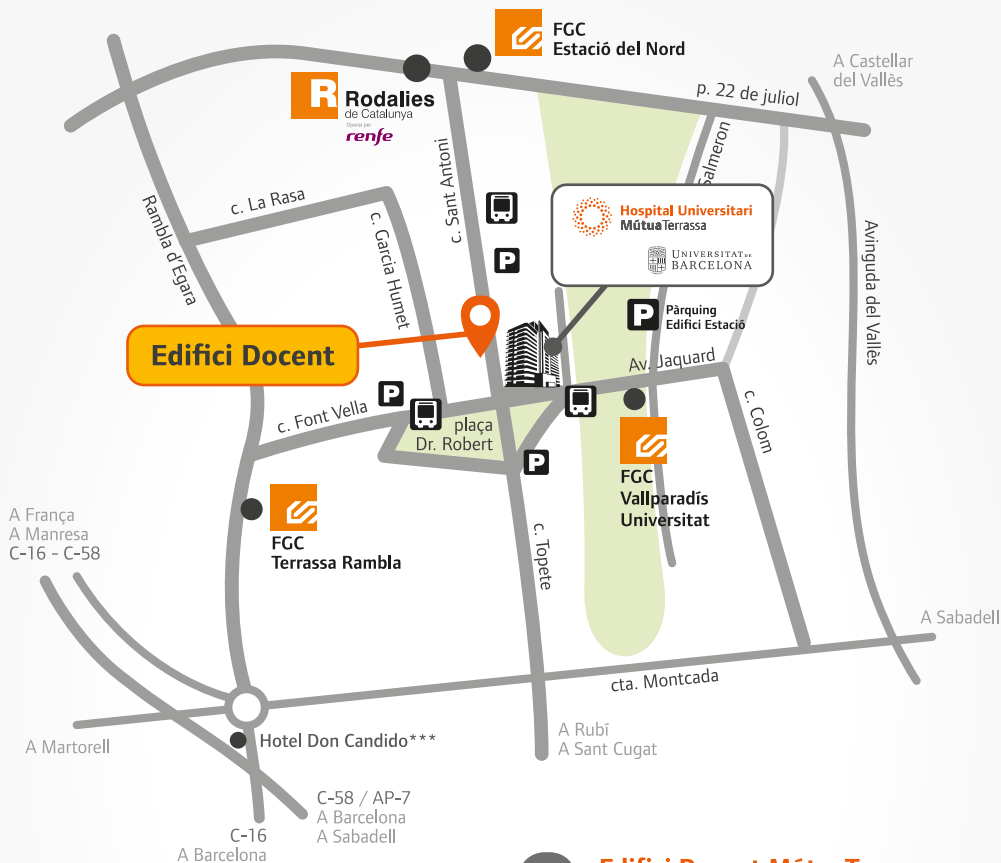 FGC
Estació del Nord
A Castellar
del Vallès
R
Rodalies
de Catalunya
Operat per
renfe
p. 22 de juliol
Salmeron
c. Sant Antoni
Rambla d'Egara
c. La Rasa
c. Garcia Humet
Hospital Universitari
MútuaTerrassa
UNIVERSITAT DE
BARCELONA
Avinguda del Vallès
P
P
Pàrquing
Edifici Estació
Edifici Docent
Av. Jaquard
P
c. Font Vella
plaça
Dr. Robert
c. Colom
P
FGC
Vallparadís
Universitat
A França
A Manresa
C-16 - C-58
FGC
Terrassa Rambla
c. Topete
A Sabadell
cta. Montcada
A Martorell
Hotel Don Candido***
A Rubí
A Sant Cugat
C-58 / AP-7
A Barcelona
A Sabadell
C-16
A Barcelona